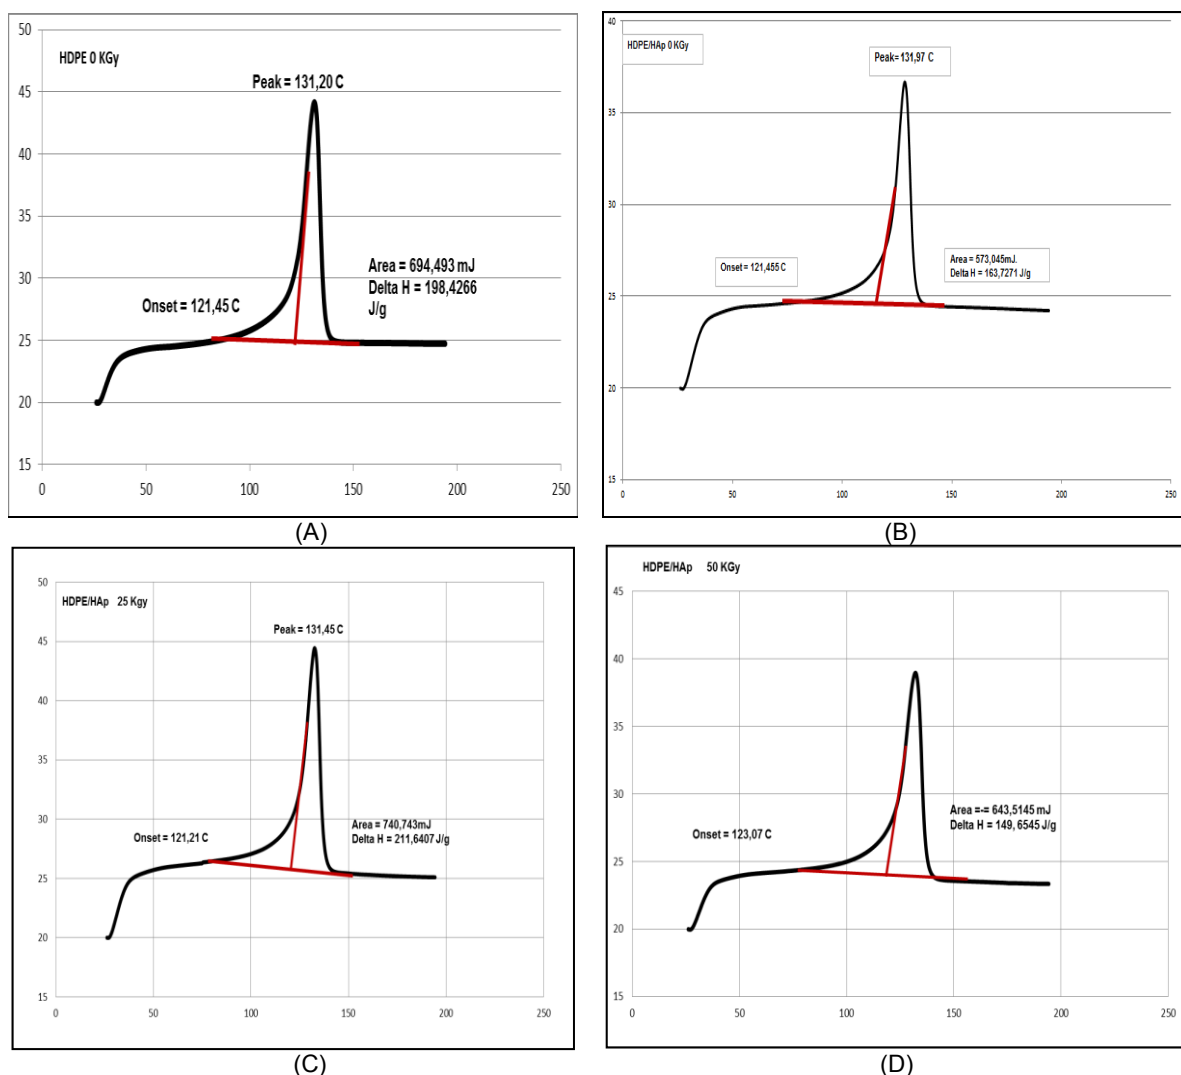 HDPE 0 KGy
Peak = 131,20 C
Area = 694,493 mJ
Delta H = 198,4266
J/g
Onset = 121,45 C
50
45
40
35
30
25
20
15
0
50
100
150
200
250
(A)
HDPE/HAp 0 KGy
Peak= 131,97 C
Onset = 121,455 C
Area = 573,045mJ.
Delta H = 163,7271 J/g
40
35
30
25
20
15
0
50
100
150
200
250
(B)
HDPE/HAp 25 Kgy
Peak = 131,45 C
Onset = 121,21 C
Area = 740,743mJ
Delta H = 211,6407 J/g
50
45
40
35
30
25
20
15
0
50
100
150
200
250
(C)
HDPE/HAp 50 KGy
Onset = 123,07 C
Area =-= 643,5145 mJ
Delta H = 149, 6545 J/g
45
40
35
30
25
20
15
0
50
100
150
200
250
(D)